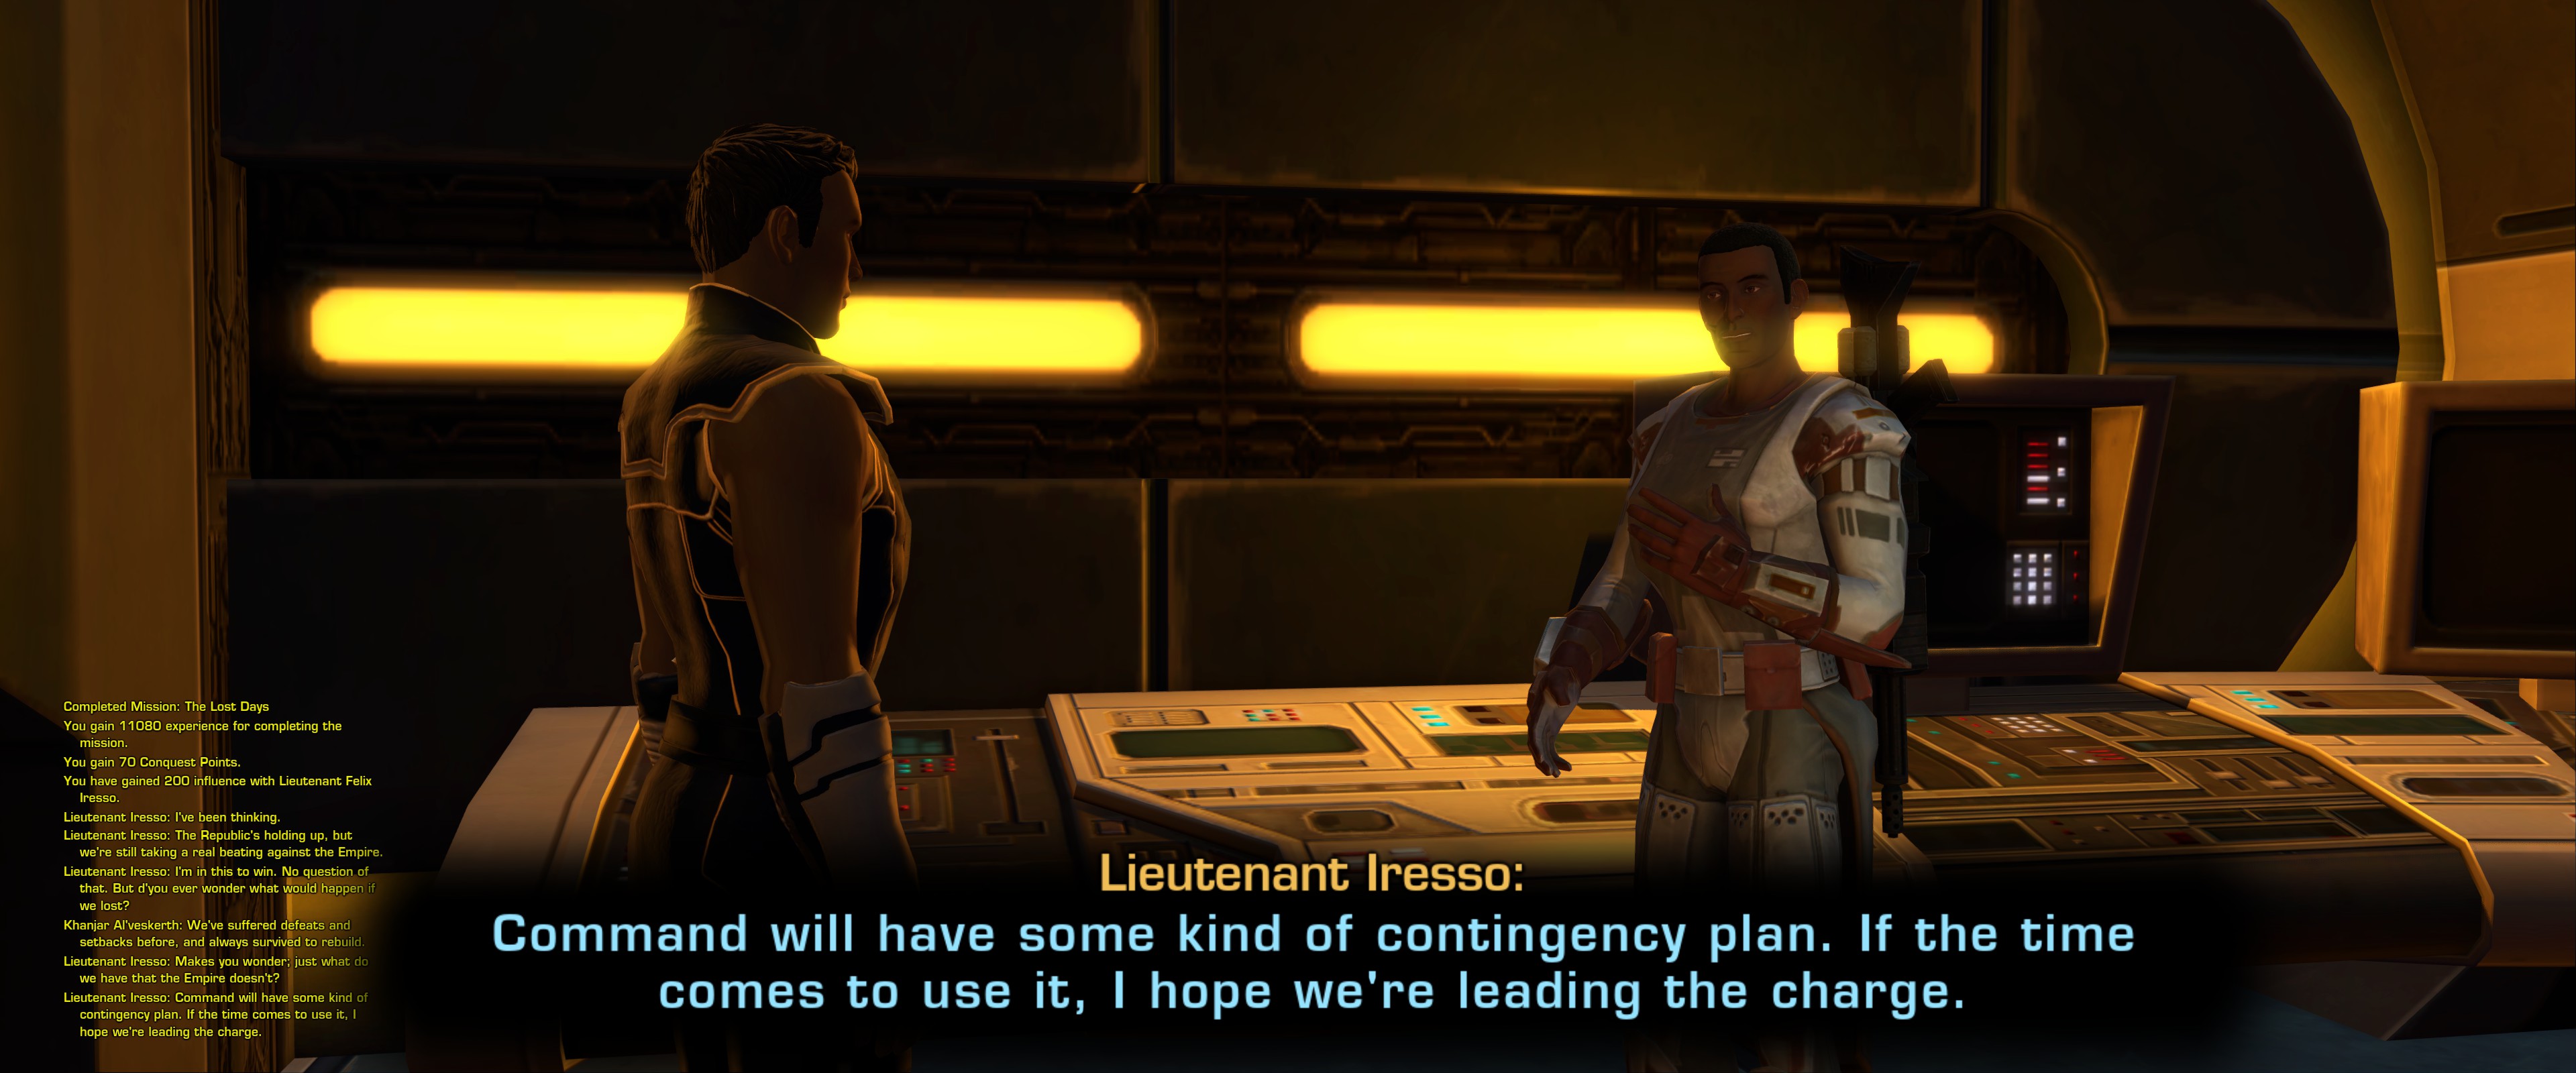 Completed Mission: The Lost Days
You gain 11080 experience for completing the
mission.
You gain 70 Conquest Points.
You have gained 200 influence with Lieutenant Felix
Iresso.
Lieutenant Iresso: I've been thinking.
Lieutenant Iresso: The Republic's holding up, but
we're still taking a real beating against the Empire.
Lieutenant Iresso: I'm in this to win. No question of
that. But d'you ever wonder what would happen if
we lost?
Khanjar Al'veskerth: We've suffered defeats and
setbacks before, and always survived to rebuild.
Lieutenant Iresso: Makes you wonder; just what do
we have that the Empire doesn't?
Lieutenant Iresso: Command will have some kind of
contingency plan. If the time comes to use it, I
hope we're leading the charge.
Lieutenant Iresso:
Command will have some kind of contingency plan. If the time
comes to use it, I hope we're leading the charge.